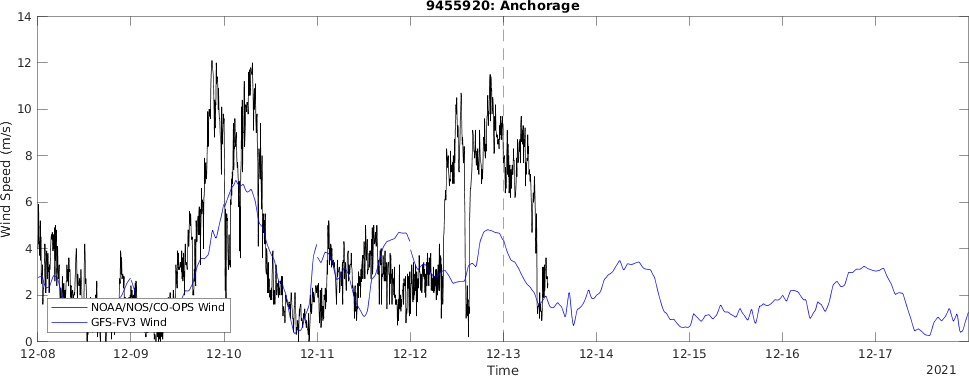 9455920: Anchorage
14
12
10
8
6
4
2
0
Wind Speed (m/s)
NOAA/NOS/CO-OPS Wind
GFS-FV3 Wind
12-08 12-09 12-10 12-11 12-12 12-13 12-14 12-15 12-16 12-17
Time
2021